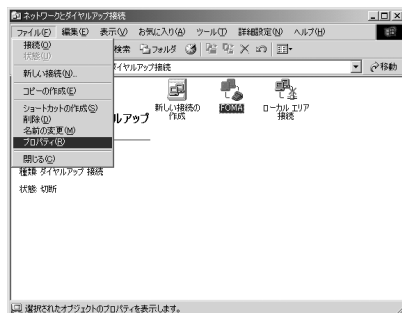 ネットワークとダイヤルアップ接続
ファイル(F) 編集(E) 表示(V) お気に入り(A) ツール(T) 詳細設定(N) ヘルプ(H)
接続(O)
状態(U)
新しい接続(N)...
コピーの作成(E)
ショートカットの作成(S)
削除(D)
名前の変更(M)
プロパティ(R)
閉じる(C)
検索 フォルダ
イヤルアップ接続
移動
ルアップ
新しい接続の
作成
FOMA
ローカル エリア
接続
種類: ダイヤルアップ 接続
状態: 切断
選択されたオブジェクトのプロパティを表示します。